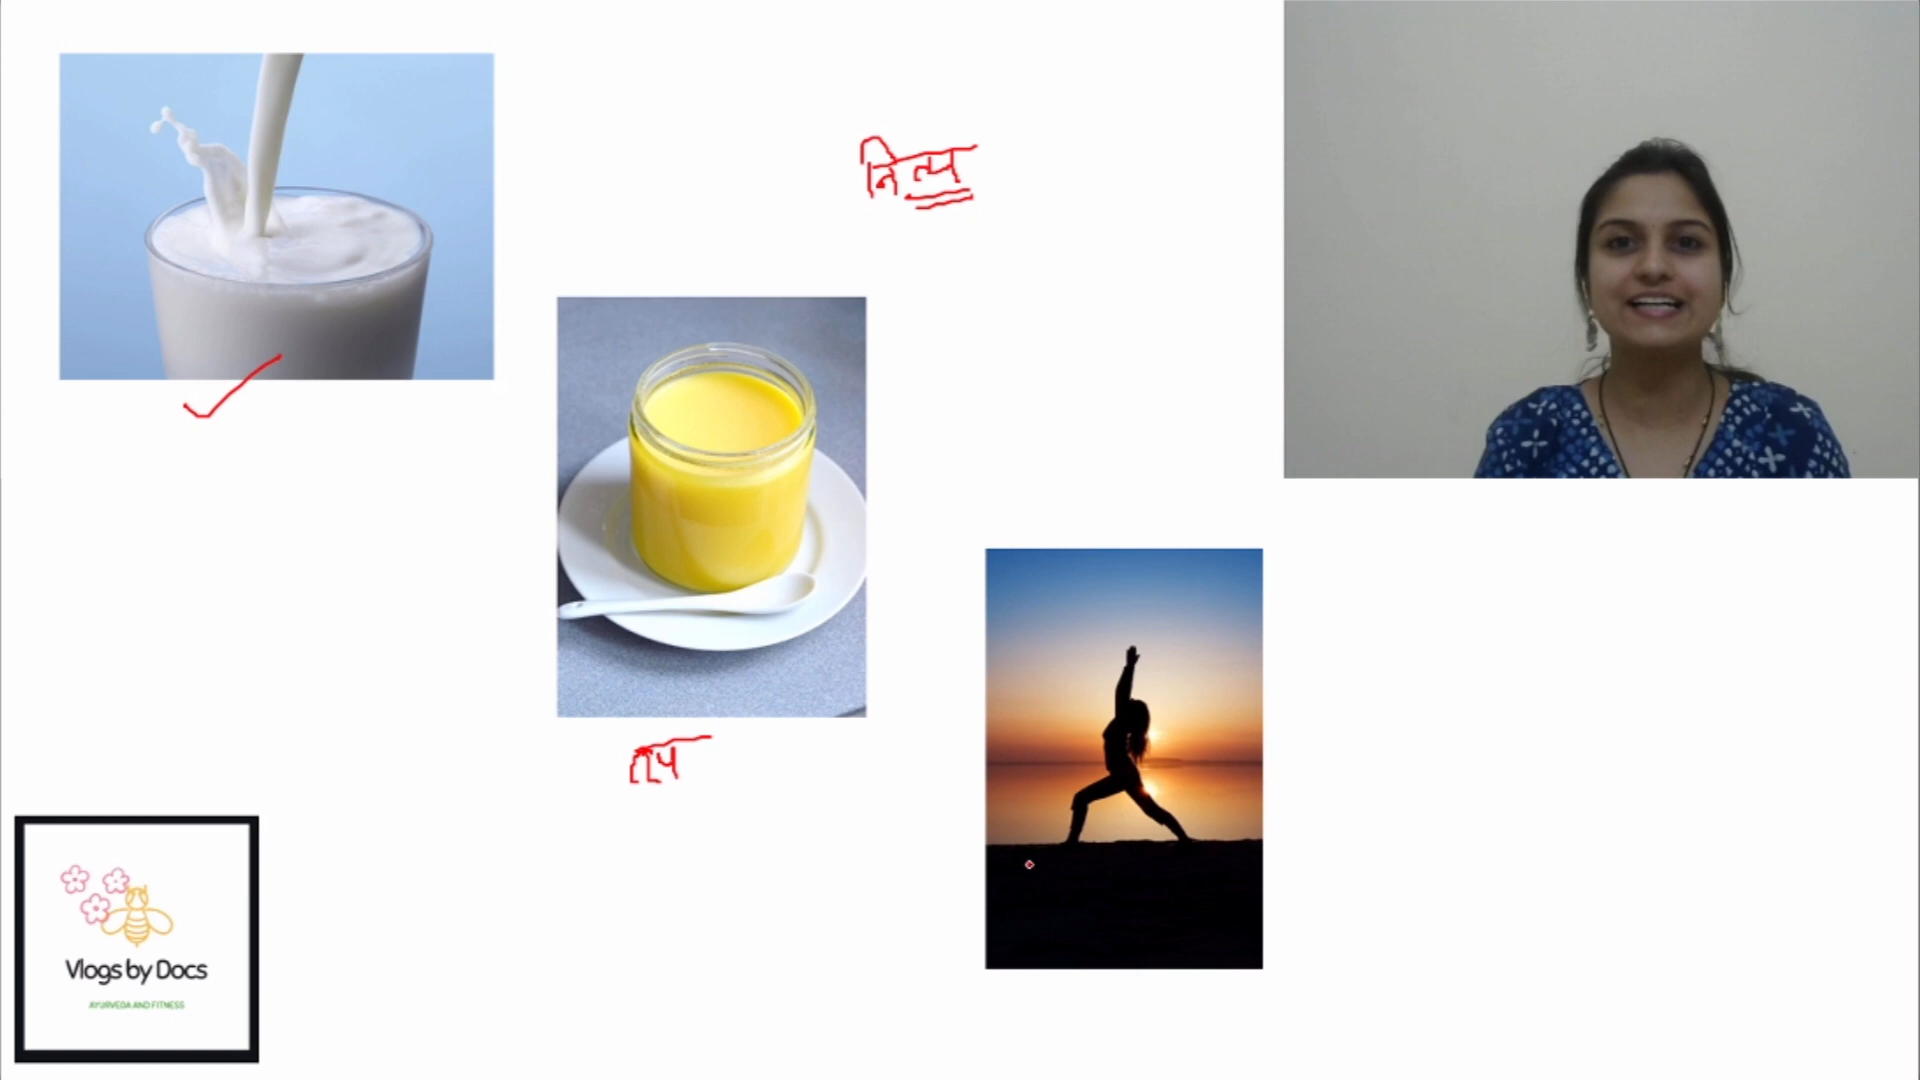 नित्य
Vlogs by Docs
AYURVEDA AND FITNESS